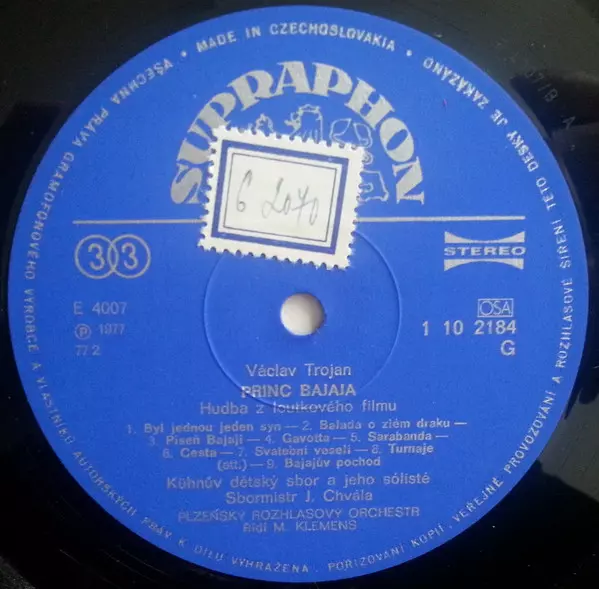 VŠECHNA PRÁVA GRAMOFONOVÉHO VÝROBCE A VLASTNÍKŮ AUTORSKÝCH PRÁV K DÍLU VYHRAŽENA. POŘIZOVÁNÍ KOPIÍ, VEŘEJNÉ PROVOZOVÁNÍ A ROZHLASOVÉ ŠÍŘENÍ TÉTO DESKY JE ZAKÁZÁNO • MADE IN CZECHOSLOVAKIA •
SUPRAPHON
6 2070
33
STEREO
E 4007
Ⓟ 1977
77 2
OSA
1 10 2184
G
Václav Trojan
PRINC BAJAJA
Hudba z loutkového filmu
1. Byl jednou jeden syn — 2. Balada o zlém draku —
3. Píseň Bajaji — 4. Gavotta — 5. Sarabanda —
6. Cesta — 7. Svatební veselí — 8. Turnaje
(ott.) — 9. Bajajův pochod
Kühnův dětský sbor a jeho sólisté
Sbormistr J. Chvála
PLZEŇSKÝ ROZHLASOVÝ ORCHESTR
Řídí M. KLEMENS